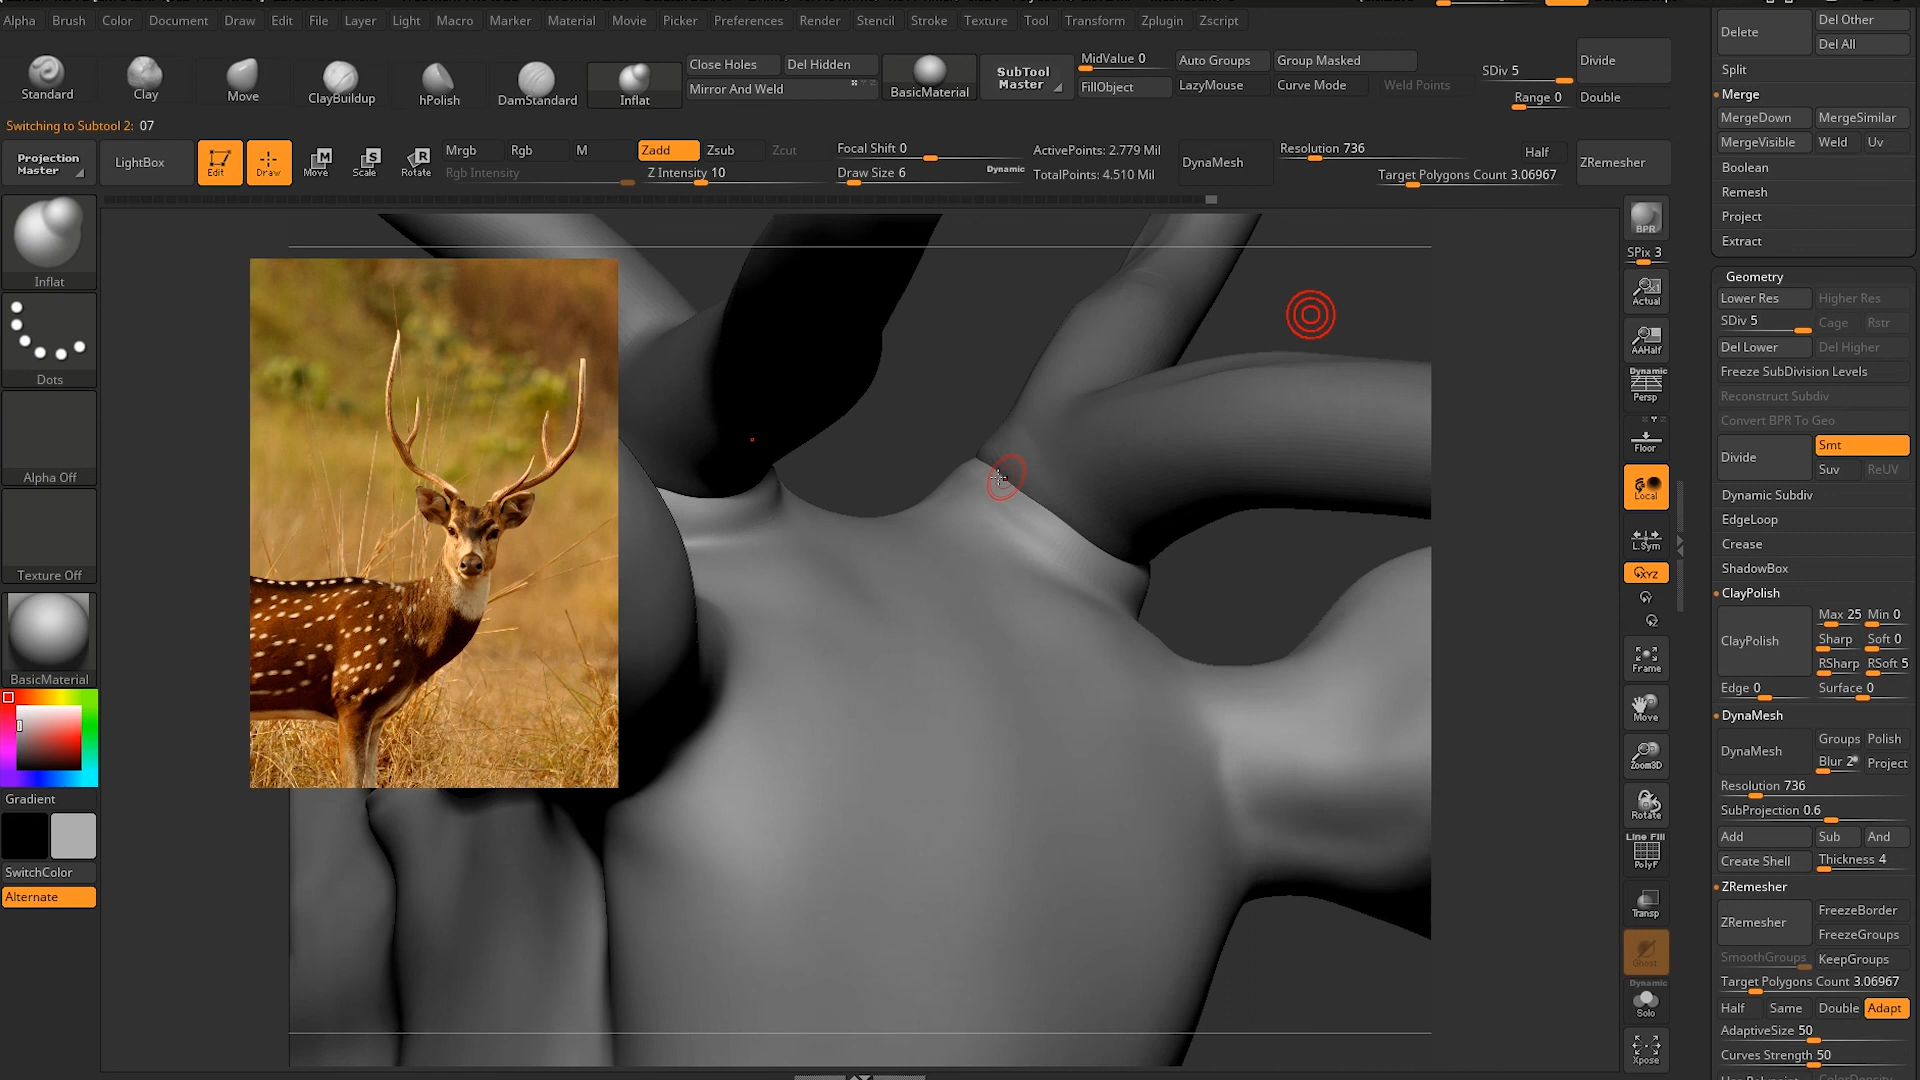 Alpha Brush Color Document Draw Edit File Layer Light Macro Marker Material Movie Picker Preferences Render Stencil Stroke Texture Tool Transform Zplugin Zscript
Standard
Clay
Move
ClayBuildup
hPolish
DamStandard
Inflat
Close Holes
Del Hidden
Mirror And Weld
BasicMaterial
SubTool
Master
MidValue 0
FillObject
Auto Groups
Group Masked
LazyMouse
Curve Mode
Weld Points
SDiv 5
Range 0
Divide
Double
Switching to Subtool 2: 07
Projection
Master
LightBox
Edit
Draw
Move
Scale
Rotate
Mrgb
Rgb
M
Rgb Intensity
Zadd
Zsub
Zcut
Z Intensity 10
Focal Shift 0
Draw Size 6
Dynamic
ActivePoints: 2.779 Mil
TotalPoints: 4.510 Mil
DynaMesh
Resolution 736
Half
Target Polygons Count 3.06967
ZRemesher
Inflat
Dots
Alpha Off
Texture Off
BasicMaterial
Gradient
SwitchColor
Alternate
BPR
SPix 3
Actual
AAHalf
Dynamic
Persp
Floor
Local
L.Sym
XYZ
Frame
Move
Zoom3D
Rotate
Line Fill
PolyF
Transp
Ghost
Dynamic
Solo
Xpose
Delete
Del Other
Del All
Split
Merge
MergeDown MergeSimilar
MergeVisible Weld Uv
Boolean
Remesh
Project
Extract
Geometry
Lower Res Higher Res
SDiv 5 Cage Rstr
Del Lower Del Higher
Freeze SubDivision Levels
Reconstruct Subdiv
Convert BPR To Geo
Divide
Smt
Suv ReUV
Dynamic Subdiv
EdgeLoop
Crease
ShadowBox
ClayPolish
ClayPolish
Max 25 Min 0
Sharp Soft 0
RSharp RSoft 5
Edge 0 Surface 0
DynaMesh
DynaMesh
Groups Polish
Blur 2 Project
Resolution 736
SubProjection 0.6
Add Sub And
Create Shell Thickness 4
ZRemesher
ZRemesher
FreezeBorder
FreezeGroups
SmoothGroups KeepGroups
Target Polygons Count 3.06967
Half Same Double Adapt
AdaptiveSize 50
Curves Strength 50